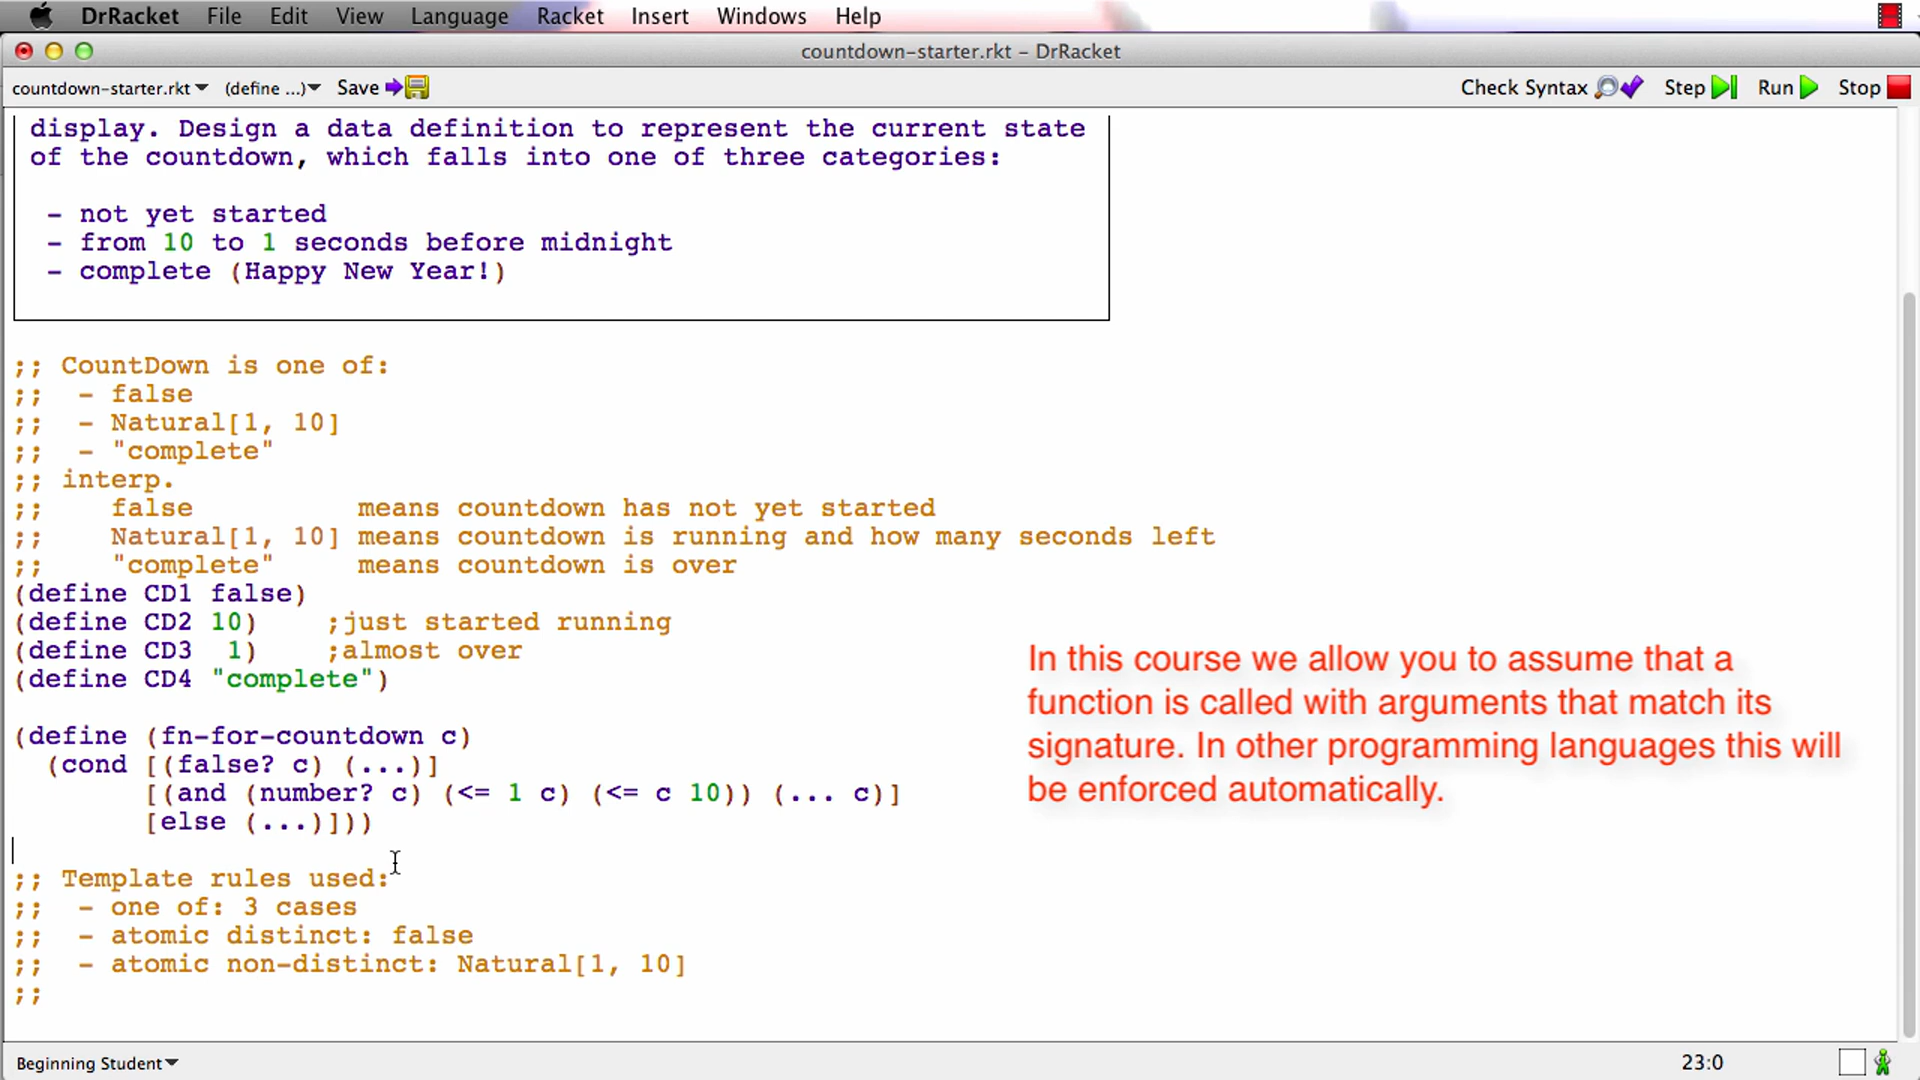 DrRacket File Edit View Language Racket Insert Windows Help
countdown-starter.rkt - DrRacket
countdown-starter.rkt (define ...) Save Check Syntax Step Run Stop
display. Design a data definition to represent the current state
of the countdown, which falls into one of three categories:
- not yet started
- from 10 to 1 seconds before midnight
- complete (Happy New Year!)
;; CountDown is one of:
;;  - false
;;  - Natural[1, 10]
;;  - "complete"
;; interp.
;;    false          means countdown has not yet started
;;    Natural[1, 10] means countdown is running and how many seconds left
;;    "complete"     means countdown is over
(define CD1 false)
(define CD2 10)    ;just started running
(define CD3  1)    ;almost over
(define CD4 "complete")
(define (fn-for-countdown c)
  (cond [(false? c) (...)]
        [(and (number? c) (<= 1 c) (<= c 10)) (... c)]
        [else (...)]))
;; Template rules used:
;;  - one of: 3 cases
;;  - atomic distinct: false
;;  - atomic non-distinct: Natural[1, 10]
;;
In this course we allow you to assume that a
function is called with arguments that match its
signature. In other programming languages this will
be enforced automatically.
Beginning Student 23:0